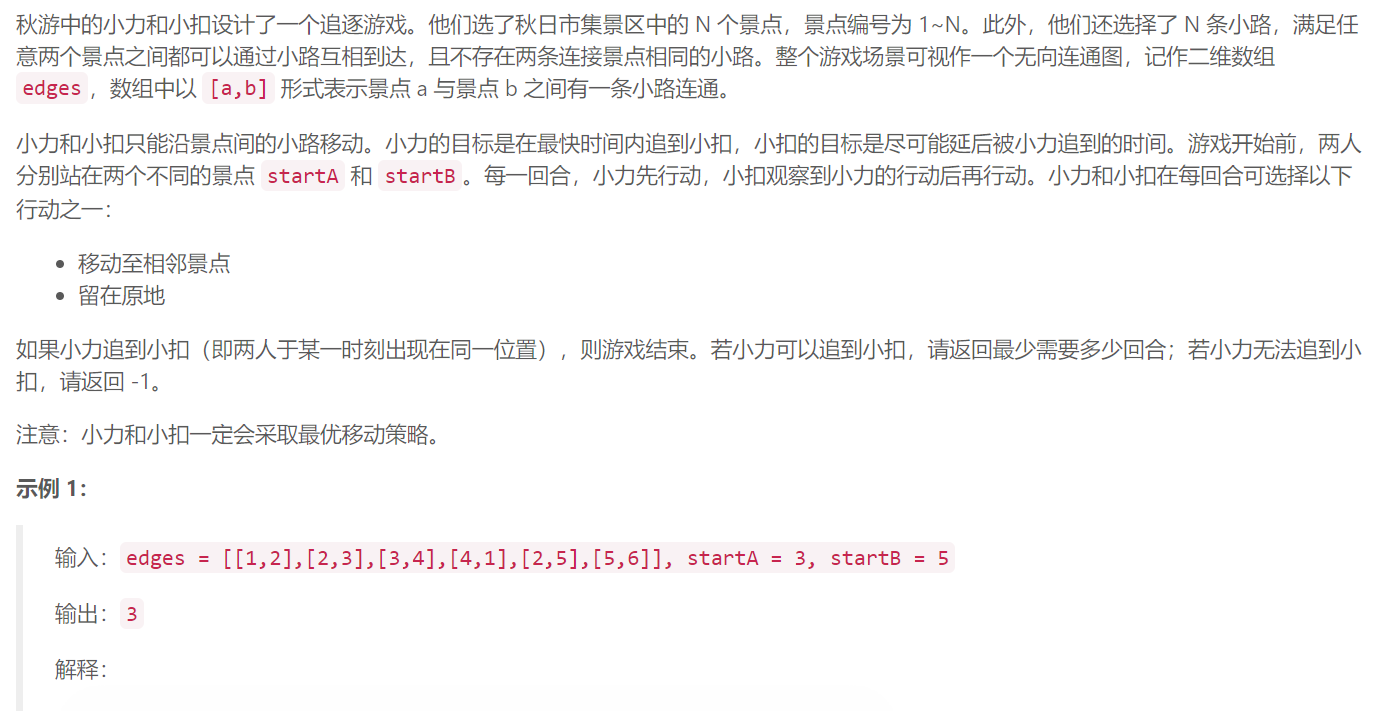 秋游中的小力和小扣设计了一个追逐游戏。他们选了秋日市集景区中的 N 个景点，景点编号为 1~N。此外，他们还选择了 N 条小路，满足任
意两个景点之间都可以通过小路互相到达，且不存在两条连接景点相同的小路。整个游戏场景可视作一个无向连通图，记作二维数组
edges，数组中以 [a,b] 形式表示景点 a 与景点 b 之间有一条小路连通。
小力和小扣只能沿景点间的小路移动。小力的目标是在最快时间内追到小扣，小扣的目标是尽可能延后被小力追到的时间。游戏开始前，两人
分别站在两个不同的景点 startA 和 startB。每一回合，小力先行动，小扣观察到小力的行动后再行动。小力和小扣在每回合可选择以下
行动之一：
• 移动至相邻景点
• 留在原地
如果小力追到小扣（即两人于某一时刻出现在同一位置），则游戏结束。若小力可以追到小扣，请返回最少需要多少回合；若小力无法追到小
扣，请返回 -1。
注意：小力和小扣一定会采取最优移动策略。
示例 1：
输入：edges = [[1,2],[2,3],[3,4],[4,1],[2,5],[5,6]], startA = 3, startB = 5
输出：3
解释：